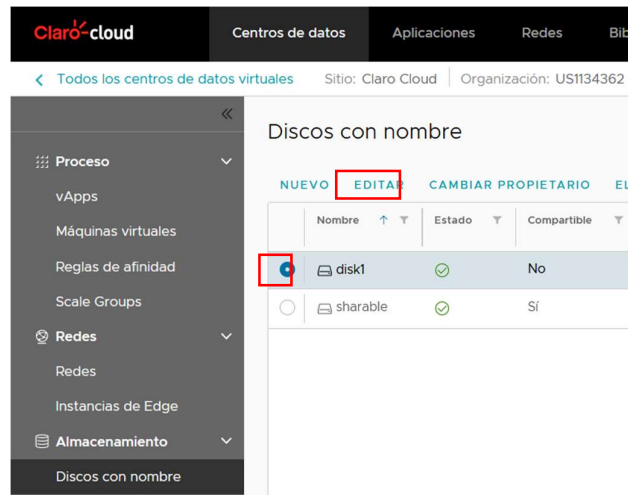 Claro-cloud Centros de datos Aplicaciones Redes Bib
Todos los centros de datos virtuales Sitio: Claro Cloud Organización: US1134362
Discos con nombre
Proceso
vApps
Máquinas virtuales
Reglas de afinidad
Scale Groups
Redes
Redes
Instancias de Edge
Almacenamiento
Discos con nombre
NUEVO EDITAR CAMBIAR PROPIETARIO EL
Nombre Estado Compartible
disk1 No
sharable Sí